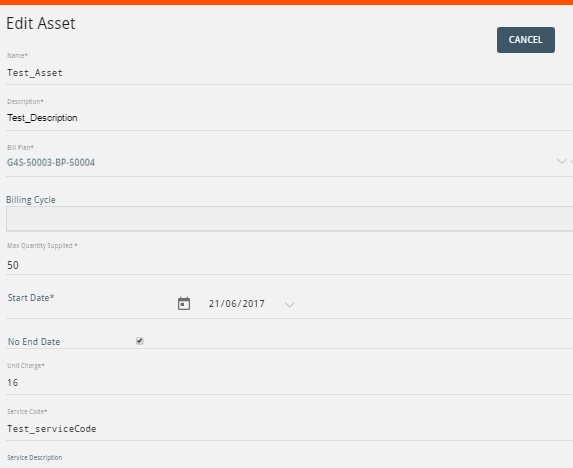 Edit Asset
CANCEL
Name*
Test_Asset
Description*
Test_Description
Bill Plan*
G4S-50003-BP-50004
Billing Cycle
Max Quantity Supplied *
50
Start Date*
21/06/2017
No End Date
Unit Charge*
16
Service Code*
Test_serviceCode
Service Description